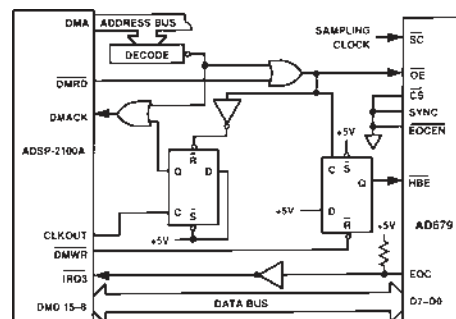 DMA
ADDRESS BUS
DECODE
SAMPLING
CLOCK
SC
DMRD
OE
DMACK
CS
SYNC
EOCEN
ADSP-2100A
+5V
R
Q
D
C
S
C
S
Q
HBE
D
R
+5V
AD679
+5V
CLKOUT
+5V
DMWR
IRQ3
EOC
DMD 15-8
DATA BUS
D7-D0